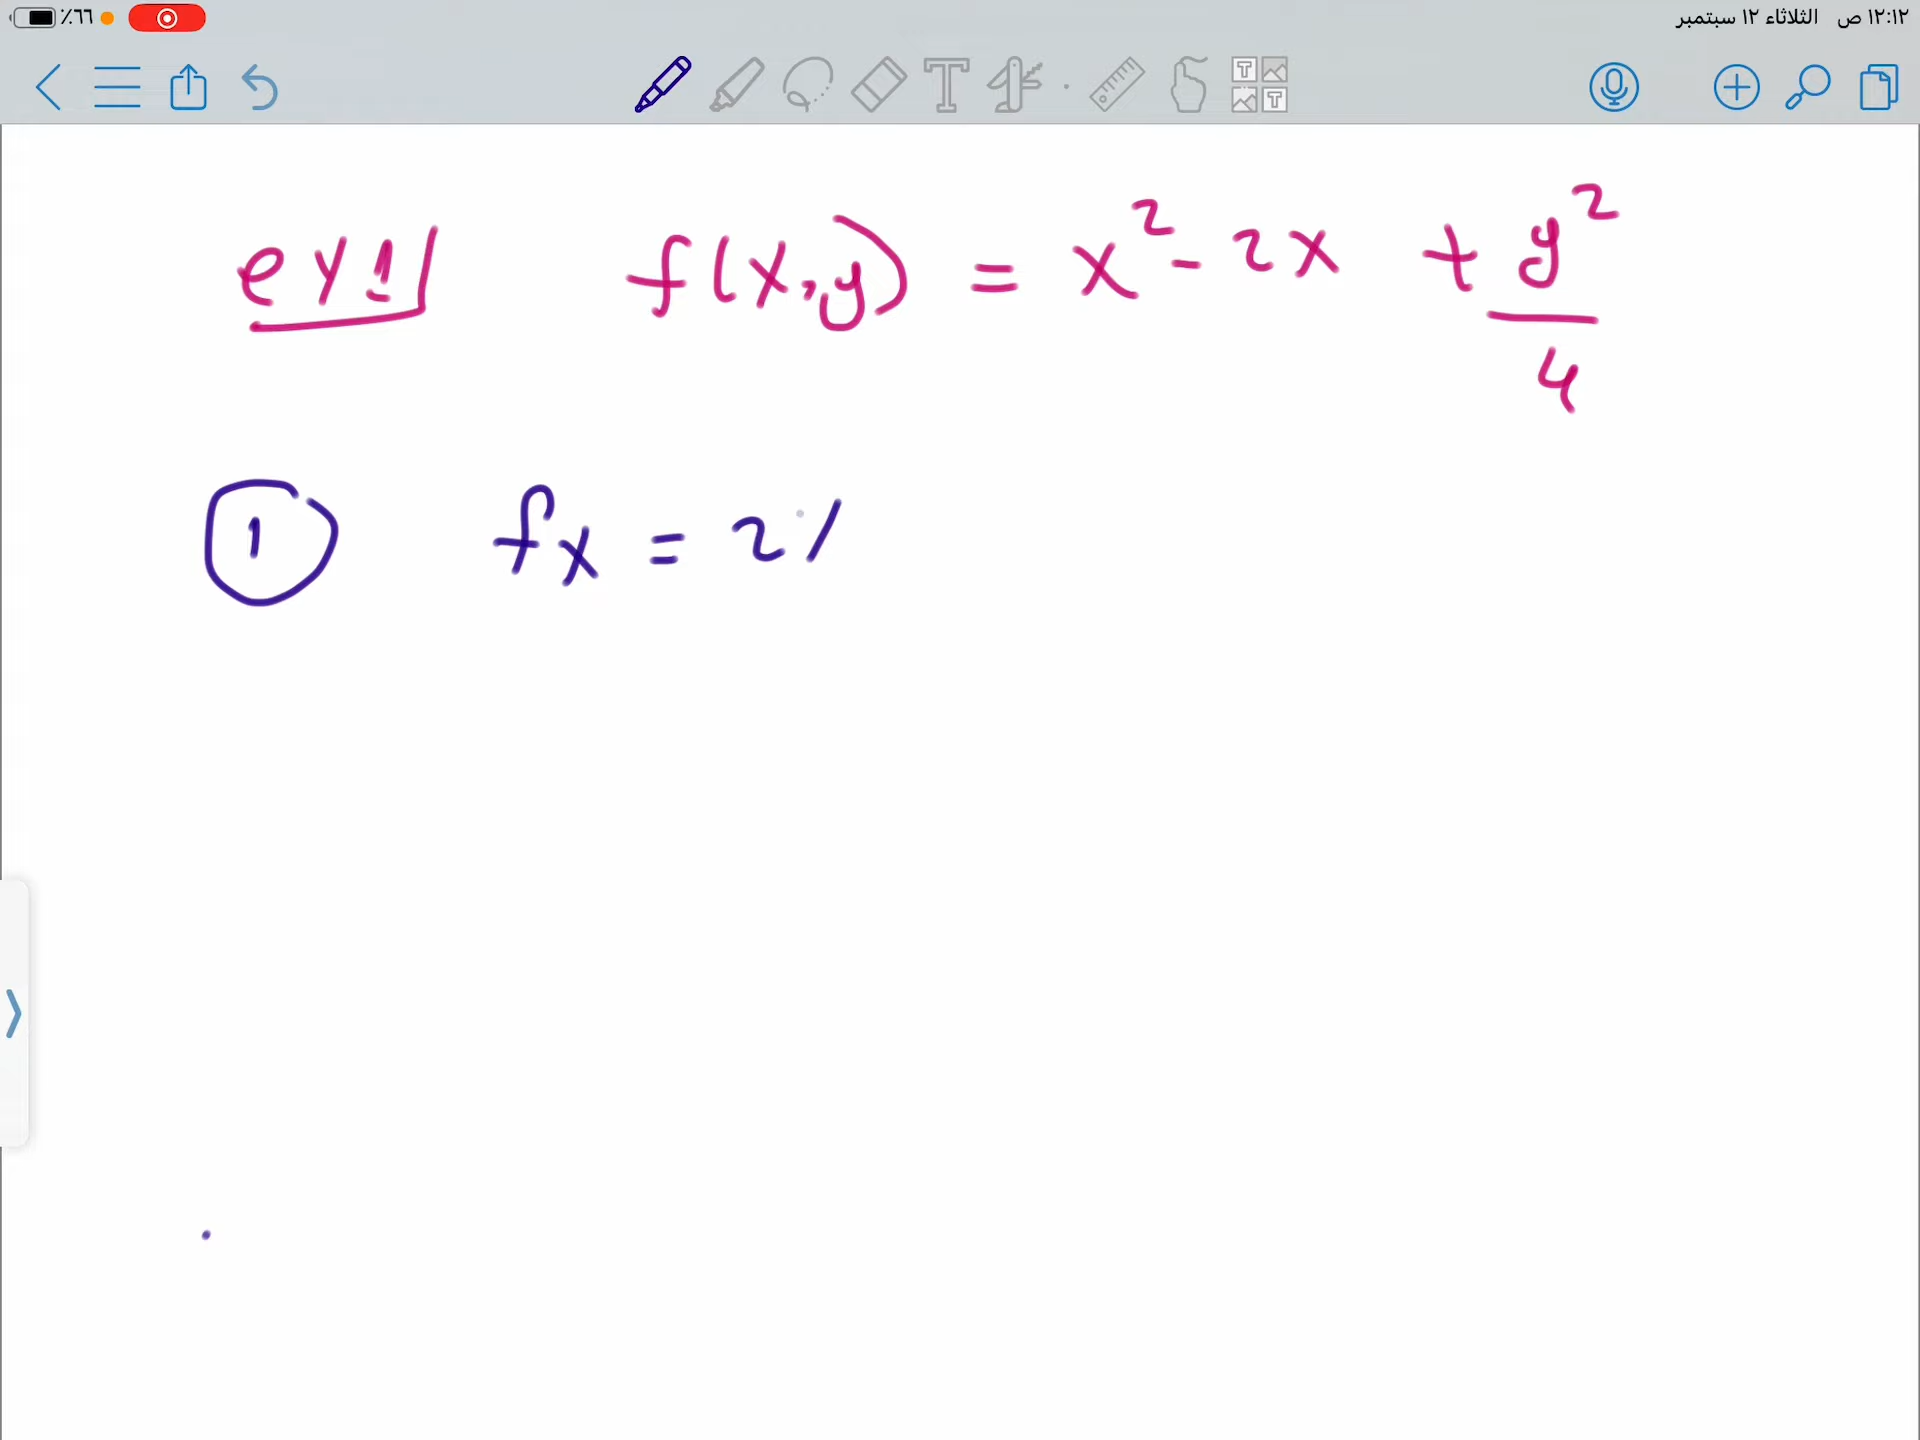 ٪٦٦ ١٢:١٢ ص الثلاثاء ١٢ سبتمبر
ex1 f(x,y) = x² - 2x + y²/4
① fx = 2